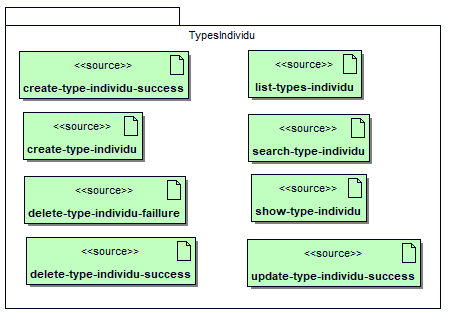 TypesIndividu
<<source>>
create-type-individu-success
<<source>>
list-types-individu
<<source>>
create-type-individu
<<source>>
search-type-individu
<<source>>
delete-type-individu-faillure
<<source>>
show-type-individu
<<source>>
delete-type-individu-success
<<source>>
update-type-individu-success